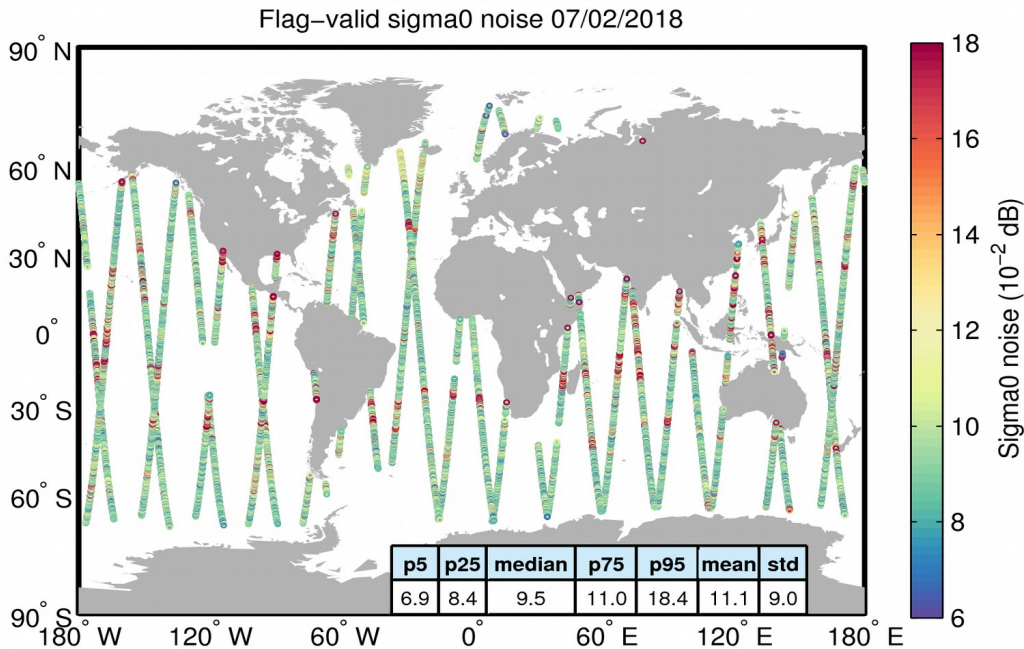 Flag−valid sigma0 noise 07/02/2018
90° N
60° N
30° N
0°
30° S
60° S
90° S
180° W
120° W
60° W
0°
60° E
120° E
180° E
p5 p25 median p75 p95 mean std
6.9 8.4 9.5 11.0 18.4 11.1 9.0
18
16
14
12
10
8
6
Sigma0 noise (10⁻² dB)